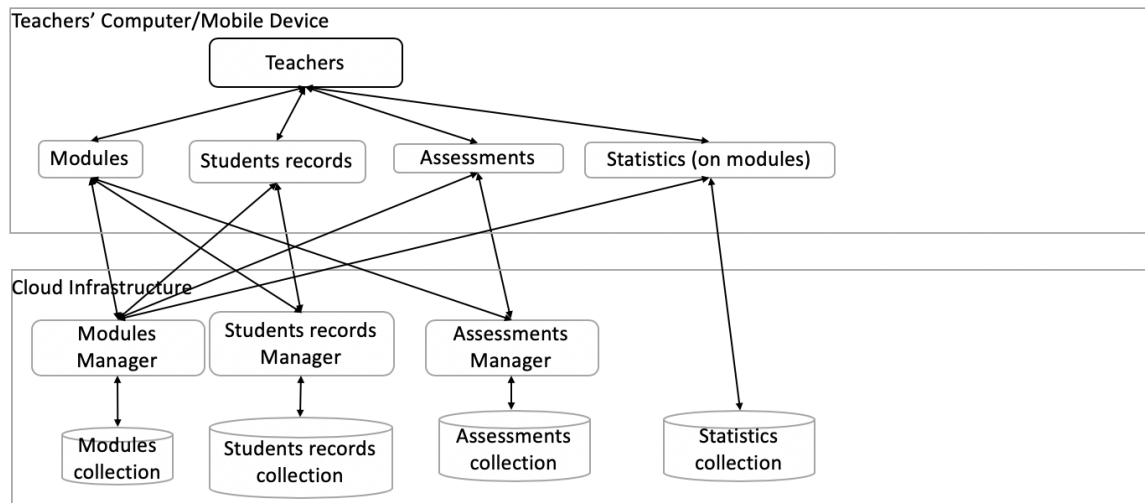 Teachers’ Computer/Mobile Device
Teachers
Modules
Students records
Assessments
Statistics (on modules)
Cloud Infrastructure
Modules
Manager
Students records
Manager
Assessments
Manager
Modules
collection
Students records
collection
Assessments
collection
Statistics
collection